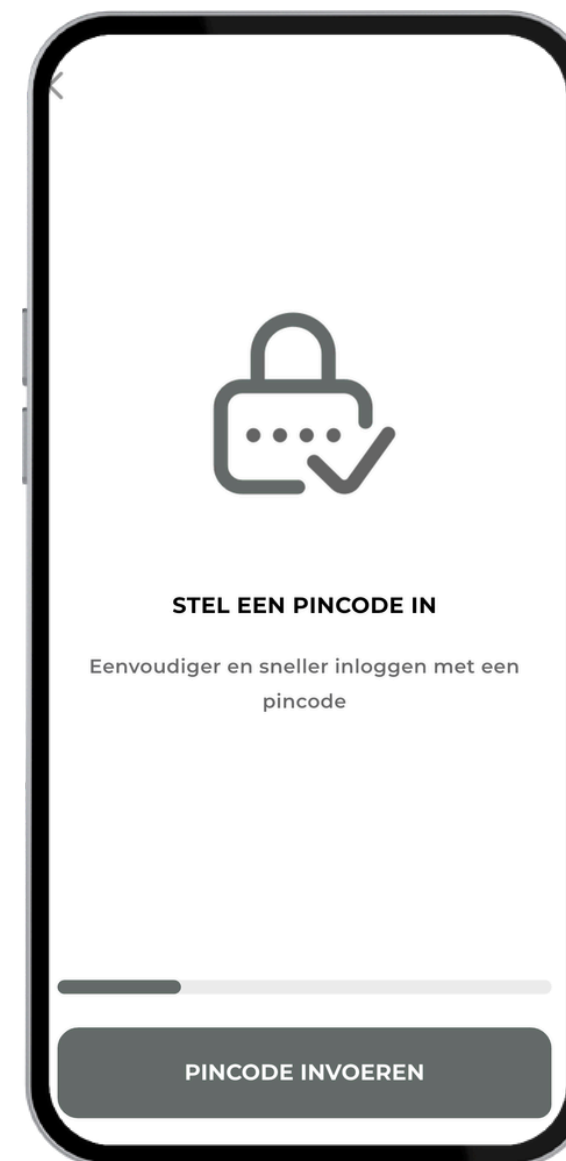 STEL EEN PINCODE IN
Eenvoudiger en sneller inloggen met een
pincode
PINCODE INVOEREN